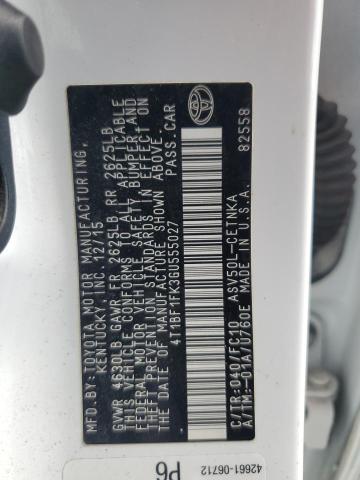 MFD BY: TOYOTA MOTOR MANUFACTURING,
KENTUCKY, INC. 12/15
GVWR 4630LB GAWR FR 2625LB RR 2625LB
THIS VEHICLE CONFORMS TO ALL APPLICABLE
FEDERAL MOTOR VEHICLE SAFETY, BUMPER, AND
THEFT PREVENTION STANDARDS IN EFFECT ON
THE DATE OF MANUFACTURE SHOWN ABOVE.
4T1BF1FK3GU555027 PASS.CAR
C/TR:040/FC10 ASV50L-CETNKA
A/TM:-01A/U760E 82558
TOYOTA
42661-06712
P6